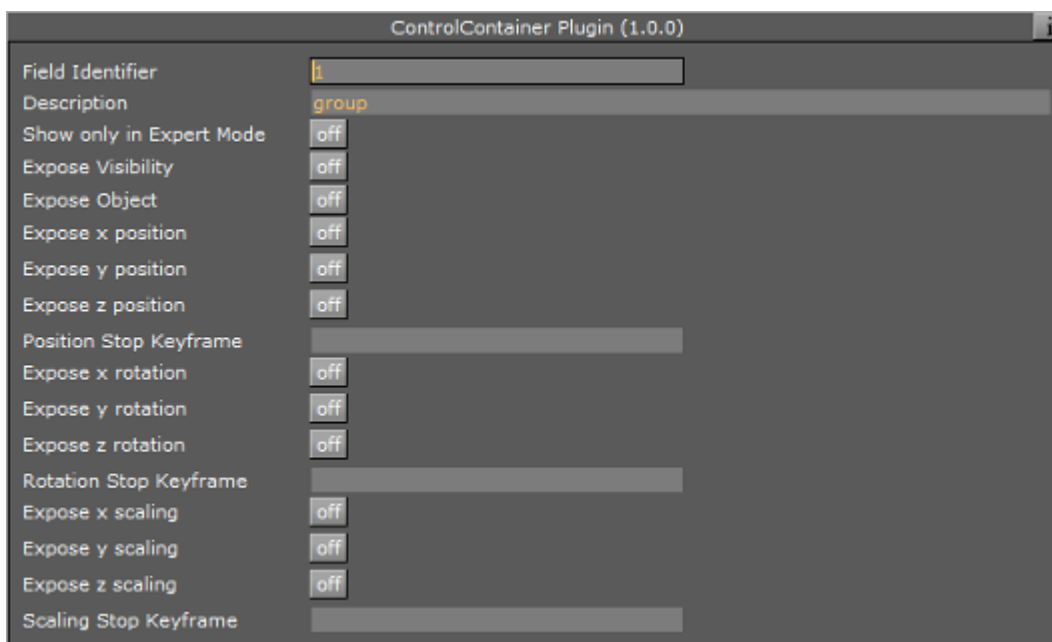 ControlContainer Plugin (1.0.0) i
Field Identifier 1
Description group
Show only in Expert Mode off
Expose Visibility off
Expose Object off
Expose x position off
Expose y position off
Expose z position off
Position Stop Keyframe
Expose x rotation off
Expose y rotation off
Expose z rotation off
Rotation Stop Keyframe
Expose x scaling off
Expose y scaling off
Expose z scaling off
Scaling Stop Keyframe